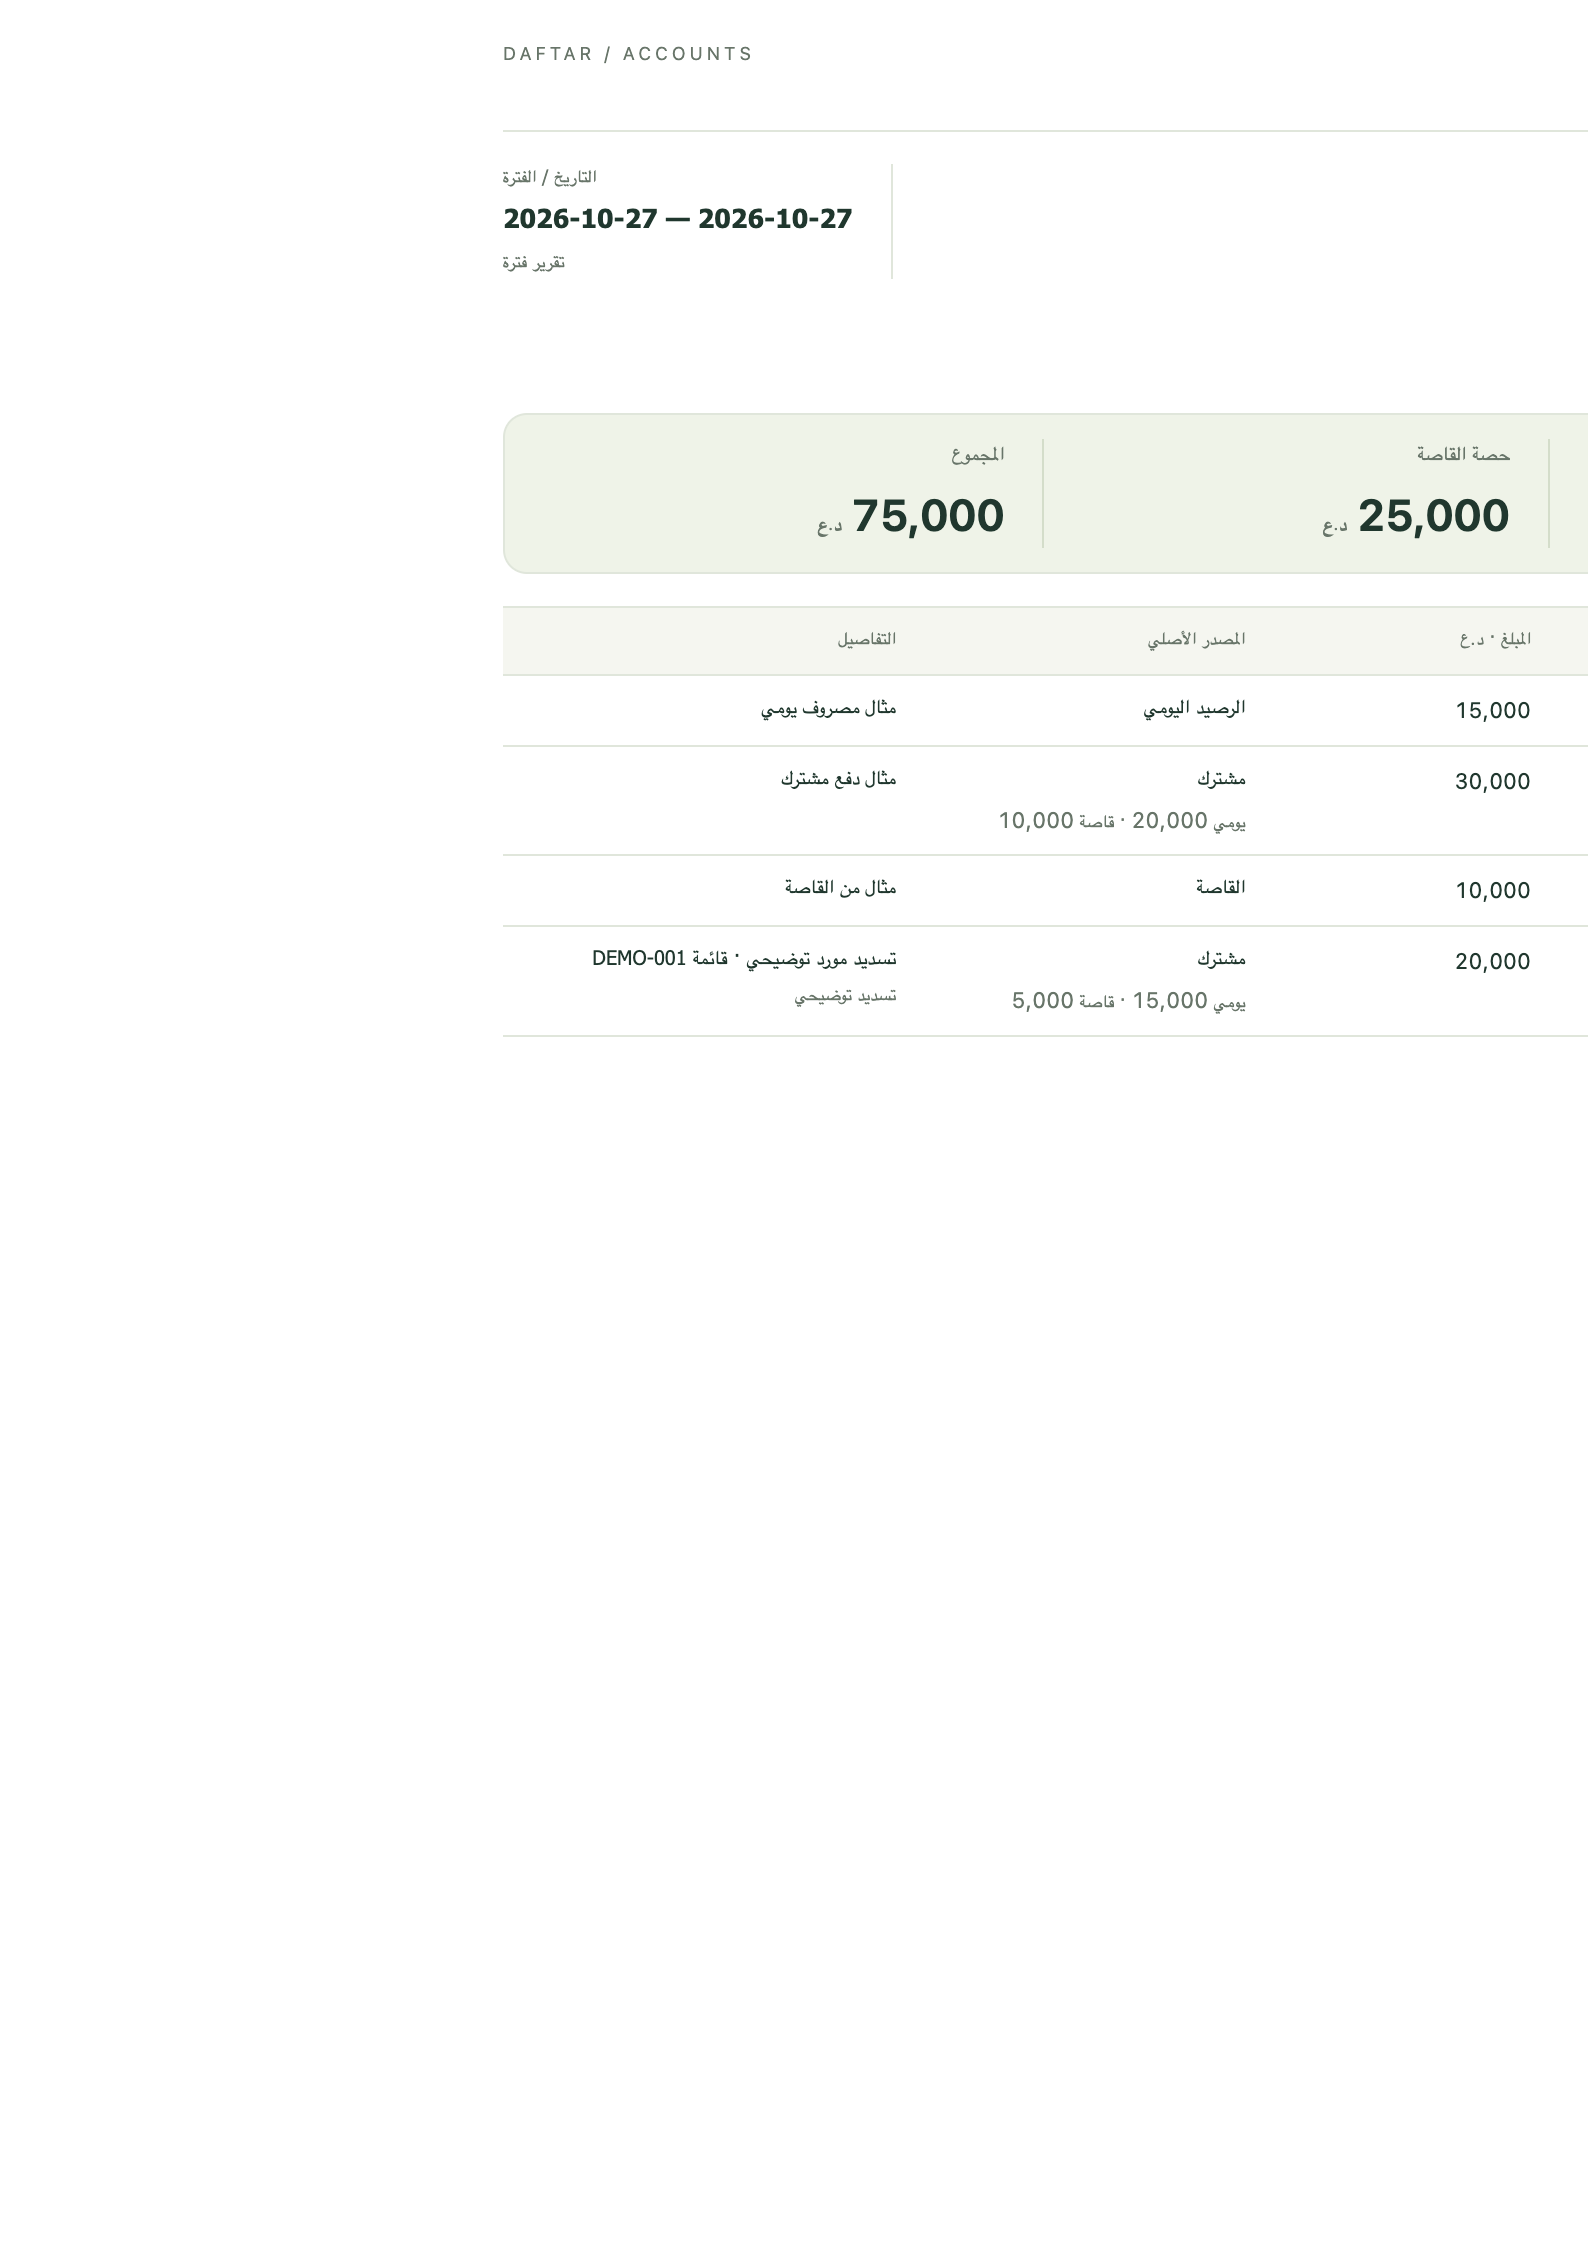 DAFTAR / ACCOUNTS
التاريخ / الفترة
2026-10-27 — 2026-10-27
تقرير فترة
حصة القاصة المجموع
25,000 د.ع 75,000 د.ع
المبلغ · د.ع المصدر الأصلي التفاصيل
15,000 الرصيد اليومي مثال مصروف يومي
30,000 مشترك مثال دفع مشترك
يومي 20,000 · قاصة 10,000
10,000 القاصة مثال من القاصة
20,000 مشترك تسديد مورد توضيحي · قائمة DEMO-001
يومي 15,000 · قاصة 5,000 تسديد توضيحي